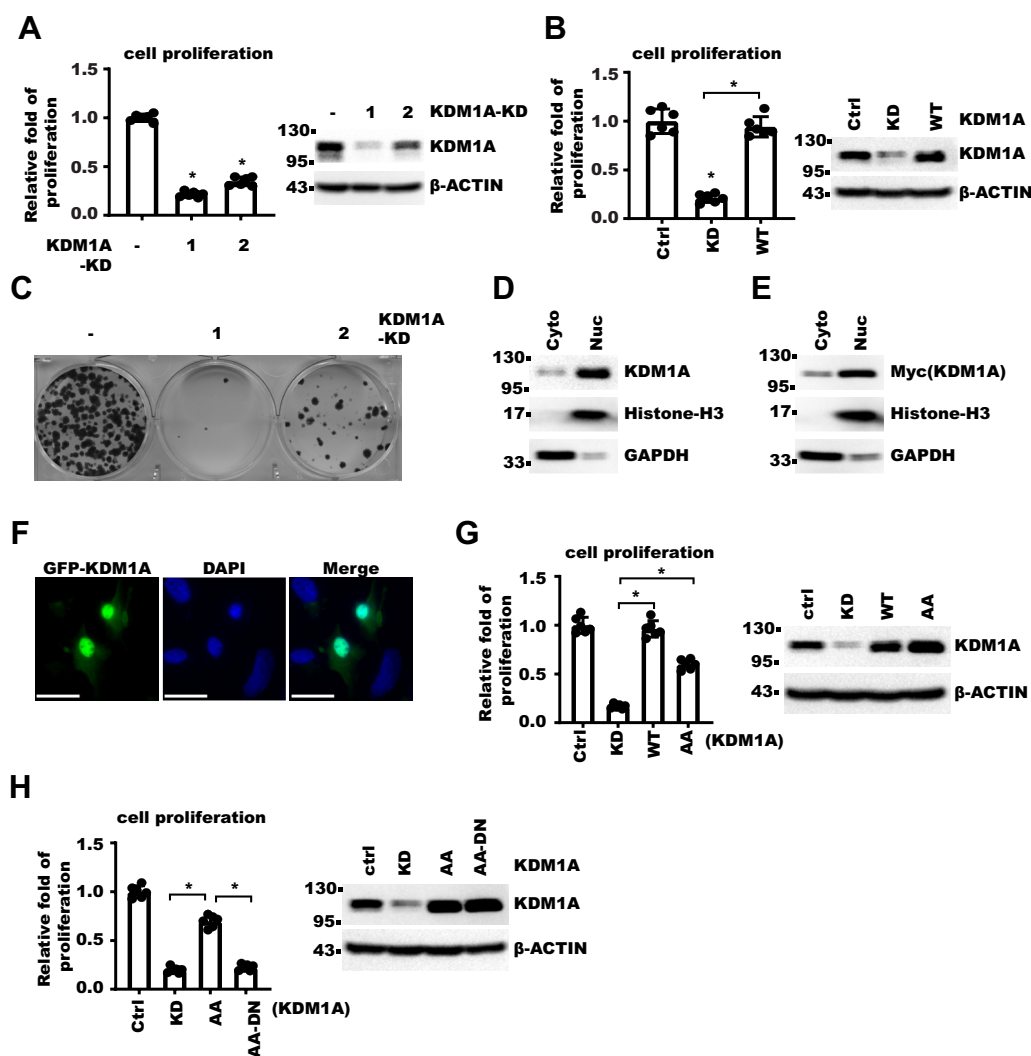 A
cell proliferation
Relative fold of
proliferation
1.5
1.0
0.5
0.0
*
*
KDM1A
-KD
- 1 2
- 1 2 KDM1A-KD
130
95
KDM1A
43
β-ACTIN
B
cell proliferation
Relative fold of
proliferation
1.5
1.0
0.5
0.0
*
*
Ctrl
KD
WT
Ctrl KD WT KDM1A
130
95
KDM1A
43
β-ACTIN
C
- 1 2 KDM1A
-KD
D
Cyto Nuc
130
95
KDM1A
17
Histone-H3
33
GAPDH
E
Cyto Nuc
130
95
Myc(KDM1A)
17
Histone-H3
33
GAPDH
F
GFP-KDM1A DAPI Merge
G
cell proliferation
Relative fold of
proliferation
1.5
1.0
0.5
0.0
*
*
Ctrl
KD
WT
AA
(KDM1A)
ctrl KD WT AA
130
95
KDM1A
43
β-ACTIN
H
cell proliferation
Relative fold of
proliferation
1.5
1.0
0.5
0.0
* *
Ctrl
KD
AA
AA-DN
(KDM1A)
ctrl KD AA AA-DN KDM1A
130
95
KDM1A
43
β-ACTIN